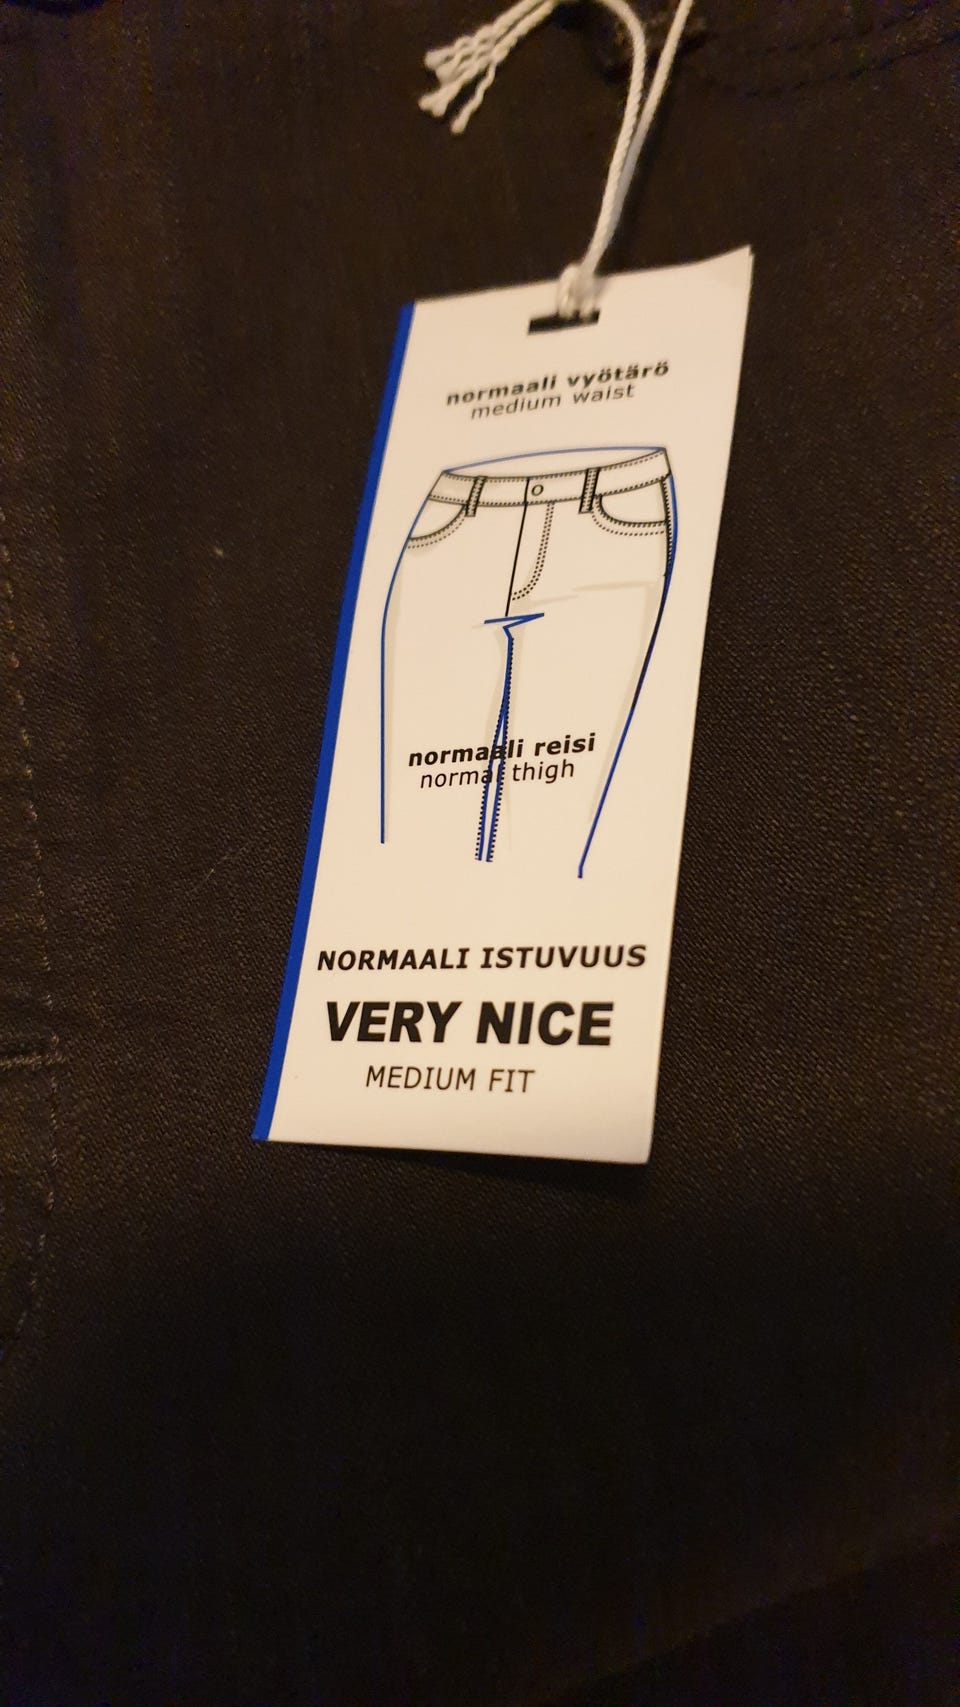 normaali vyötärö
medium waist
normaali reisi
normal thigh
NORMAALI ISTUVUUS
VERY NICE
MEDIUM FIT